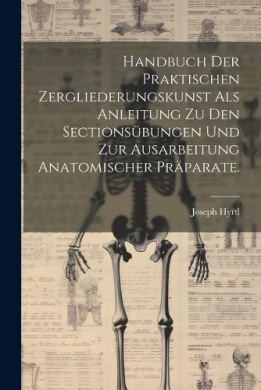 Handbuch Der
Praktischen
Zergliederungskunst Als
Anleitung Zu Den
Sectionsübungen Und
Zur Ausarbeitung
Anatomischer Präparate.
Joseph Hyrtl